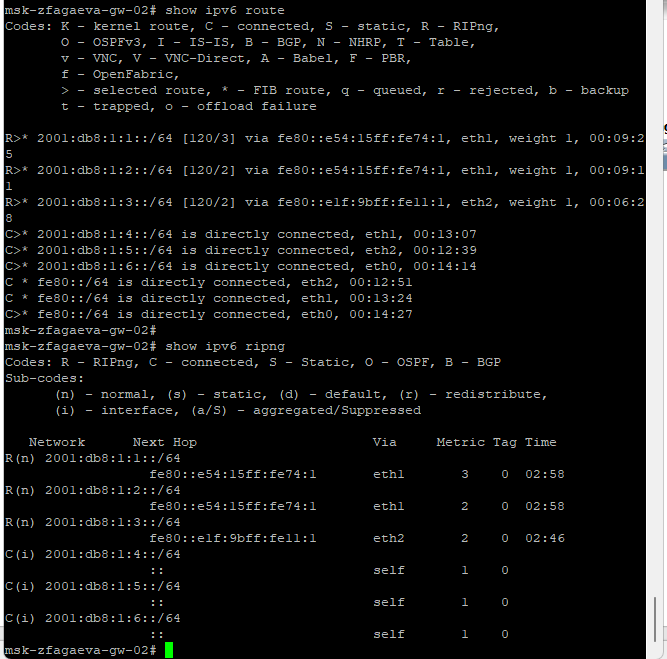 msk-zfagaeva-gw-02# show ipv6 route
Codes: K - kernel route, C - connected, S - static, R - RIPng,
O - OSPFv3, I - IS-IS, B - BGP, N - NHRP, T - Table,
v - VNC, V - VNC-Direct, A - Babel, F - PBR,
f - OpenFabric,
> - selected route, * - FIB route, q - queued, r - rejected, b - backup
t - trapped, o - offload failure
R>* 2001:db8:1:1::/64 [120/3] via fe80::e54:15ff:fe74:1, eth1, weight 1, 00:09:2
5
R>* 2001:db8:1:2::/64 [120/2] via fe80::e54:15ff:fe74:1, eth1, weight 1, 00:09:1
1
R>* 2001:db8:1:3::/64 [120/2] via fe80::e1f:9bff:fe11:1, eth2, weight 1, 00:06:2
8
C>* 2001:db8:1:4::/64 is directly connected, eth1, 00:13:07
C>* 2001:db8:1:5::/64 is directly connected, eth2, 00:12:39
C>* 2001:db8:1:6::/64 is directly connected, eth0, 00:14:14
C * fe80::/64 is directly connected, eth2, 00:12:51
C * fe80::/64 is directly connected, eth1, 00:13:24
C>* fe80::/64 is directly connected, eth0, 00:14:27
msk-zfagaeva-gw-02#
msk-zfagaeva-gw-02# show ipv6 ripng
Codes: R - RIPng, C - connected, S - Static, O - OSPF, B - BGP
Sub-codes:
(n) - normal, (s) - static, (d) - default, (r) - redistribute,
(i) - interface, (a/S) - aggregated/Suppressed
Network Next Hop Via Metric Tag Time
R(n) 2001:db8:1:1::/64
fe80::e54:15ff:fe74:1 eth1 3 0 02:58
R(n) 2001:db8:1:2::/64
fe80::e54:15ff:fe74:1 eth1 2 0 02:58
R(n) 2001:db8:1:3::/64
fe80::e1f:9bff:fe11:1 eth2 2 0 02:46
C(i) 2001:db8:1:4::/64
:: self 1 0
C(i) 2001:db8:1:5::/64
:: self 1 0
C(i) 2001:db8:1:6::/64
:: self 1 0
msk-zfagaeva-gw-02#